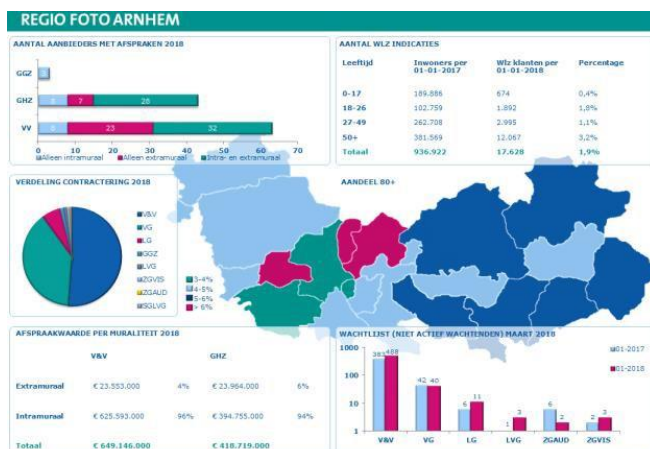 REGIO FOTO ARNHEM
AANTAL AANBIEDERS MET AFSPRAKEN 2018
GGZ
GHZ
8 7 28
VV
8 23 32
0 10 20 30 40 50 60 70
Alleen intramuraal Alleen extramuraal Intra- en extramuraal
AANTAL WLZ INDICATIES
Leeftijd Inwoners per 01-01-2017 Wlz klanten per 01-01-2018 Percentage
0-17 189.886 674 0,4%
18-26 102.759 1.892 1,8%
27-49 262.708 2.995 1,1%
50+ 381.569 12.067 3,2%
Totaal 936.922 17.628 1,9%
VERDELING CONTRACTERING 2018
V&V
VG
LG
GGZ
LVG
ZGVIS
ZGAUD
SGLVG
AANDEEL 80+
3-4%
4-5%
5-6%
> 6%
AFSPRAAKWAARDE PER MURALITEIT 2018
V&V GHZ
Extramuraal € 23.553.000 4% € 23.964.000 6%
Intramuraal € 625.593.000 96% € 394.755.000 94%
Totaal € 649.146.000 € 418.719.000
WACHTLIJST (NIET ACTIEF WACHTENDEN) MAART 2018
1000
100
10
1
488
42 40
6 11
1 3
6 2
2 3
V&V VG LG LVG ZGAUD ZGVIS
01-2017
01-2018